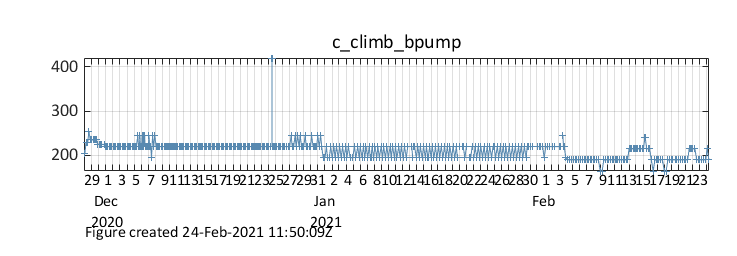 c_climb_bpump
400
300
200
29 1 3 5 7 9 11 13 15 17 19 21 23 25 27 29 31 2 4 6 8 10 12 14 16 18 20 22 24 26 28 30 1 3 5 7 9 11 13 15 17 19 21 23
Dec Jan Feb
2020 2021
Figure created 24-Feb-2021 11:50:09Z